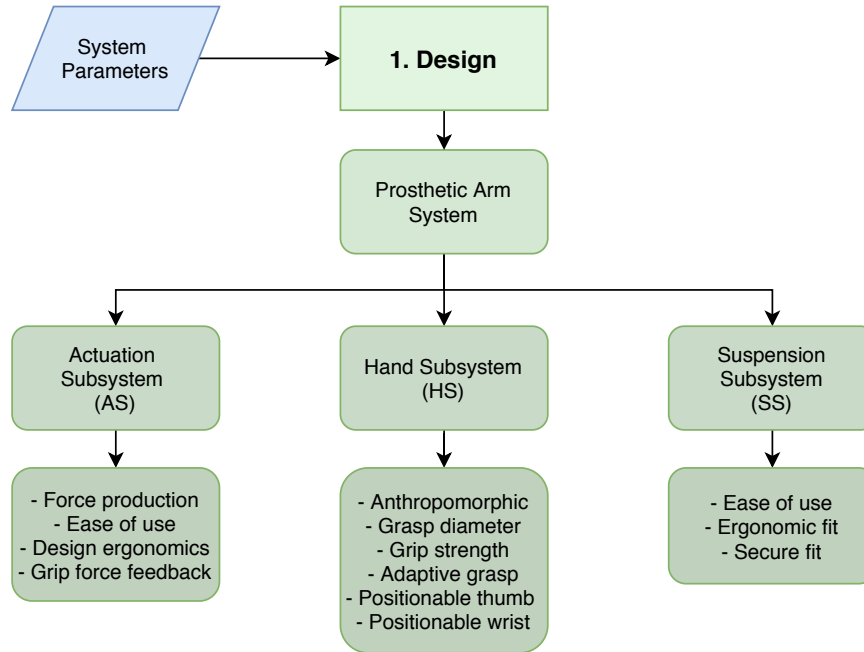 System
Parameters
1. Design
Prosthetic Arm
System
Actuation
Subsystem
(AS)
Hand Subsystem
(HS)
Suspension
Subsystem
(SS)
- Force production
- Ease of use
- Design ergonomics
- Grip force feedback
- Anthropomorphic
- Grasp diameter
- Grip strength
- Adaptive grasp
- Positionable thumb
- Positionable wrist
- Ease of use
- Ergonomic fit
- Secure fit